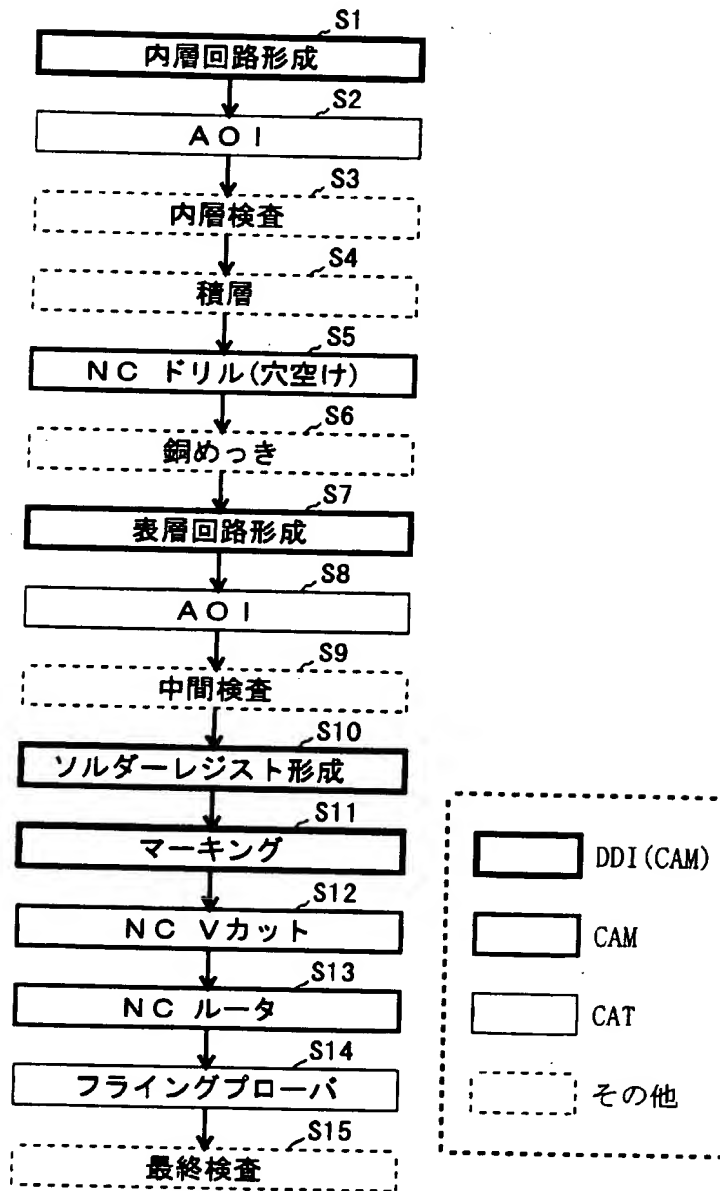 S1
内層回路形成
S2
AOI
S3
内層検査
S4
積層
S5
NC ドリル(穴空け)
S6
銅めっき
S7
表層回路形成
S8
AOI
S9
中間検査
S10
ソルダーレジスト形成
S11
マーキング
S12
NC Vカット
S13
NC ルータ
S14
フライングプローバ
S15
最終検査
DDI(CAM)
CAM
CAT
その他